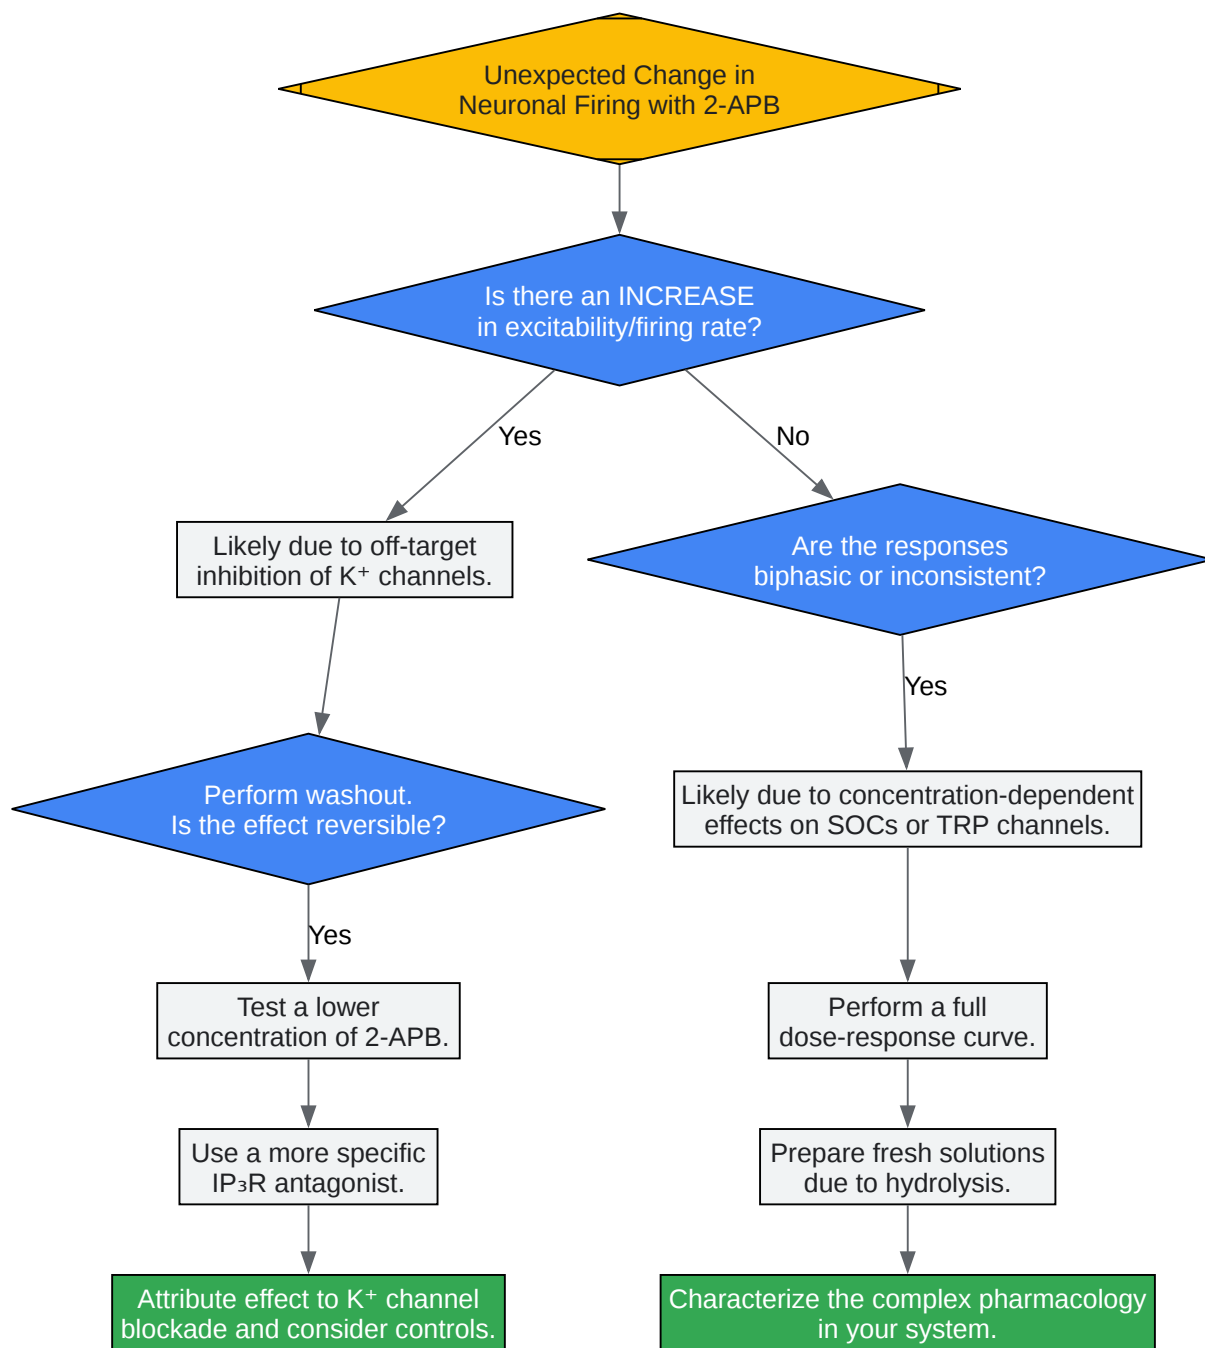 Unexpected Change in
Neuronal Firing with 2-APB
Is there an INCREASE
in excitability/firing rate?
Yes
No
Likely due to off-target
inhibition of K⁺ channels.
Are the responses
biphasic or inconsistent?
Yes
Perform washout.
Is the effect reversible?
Likely due to concentration-dependent
effects on SOCs or TRP channels.
Yes
Test a lower
concentration of 2-APB.
Perform a full
dose-response curve.
Use a more specific
IP₃R antagonist.
Prepare fresh solutions
due to hydrolysis.
Attribute effect to K⁺ channel
blockade and consider controls.
Characterize the complex pharmacology
in your system.